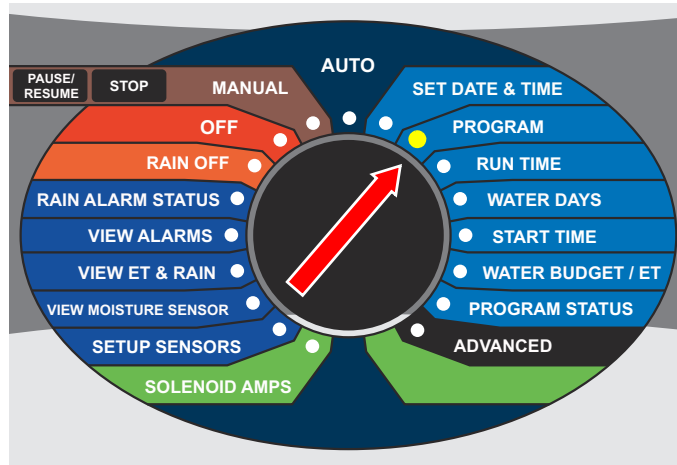 AUTO
PAUSE/
RESUME
STOP
MANUAL
SET DATE & TIME
OFF
PROGRAM
RAIN OFF
RUN TIME
RAIN ALARM STATUS
WATER DAYS
VIEW ALARMS
START TIME
VIEW ET & RAIN
WATER BUDGET / ET
VIEW MOISTURE SENSOR
PROGRAM STATUS
SETUP SENSORS
ADVANCED
SOLENOID AMPS